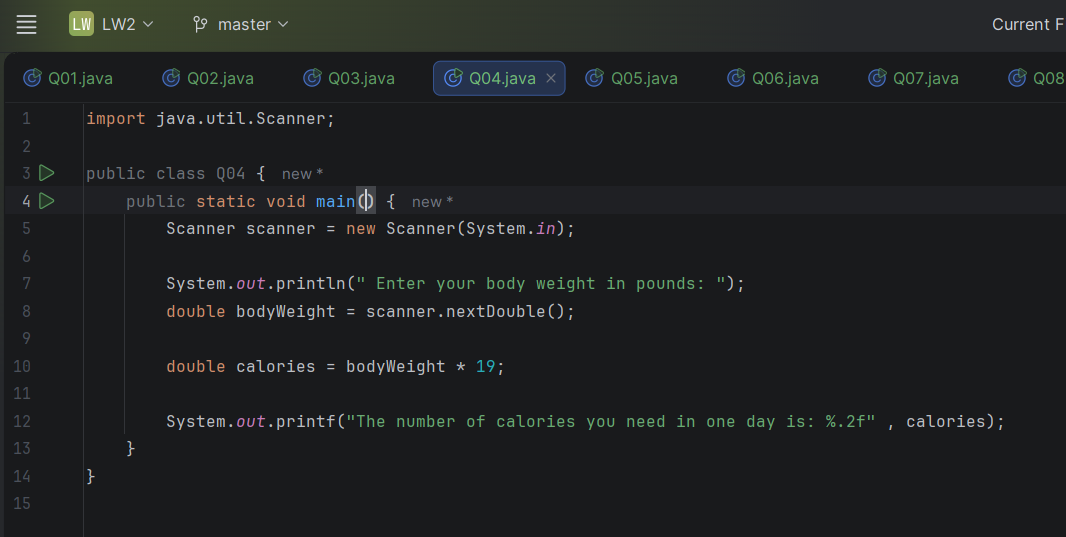 LW LW2 master Current F
Q01.java Q02.java Q03.java Q04.java Q05.java Q06.java Q07.java Q08
1 import java.util.Scanner;
2
3 public class Q04 { new *
4 public static void main() { new *
5 Scanner scanner = new Scanner(System.in);
6
7 System.out.println(" Enter your body weight in pounds: ");
8 double bodyWeight = scanner.nextDouble();
9
10 double calories = bodyWeight * 19;
11
12 System.out.printf("The number of calories you need in one day is: %.2f" , calories);
13 }
14 }
15